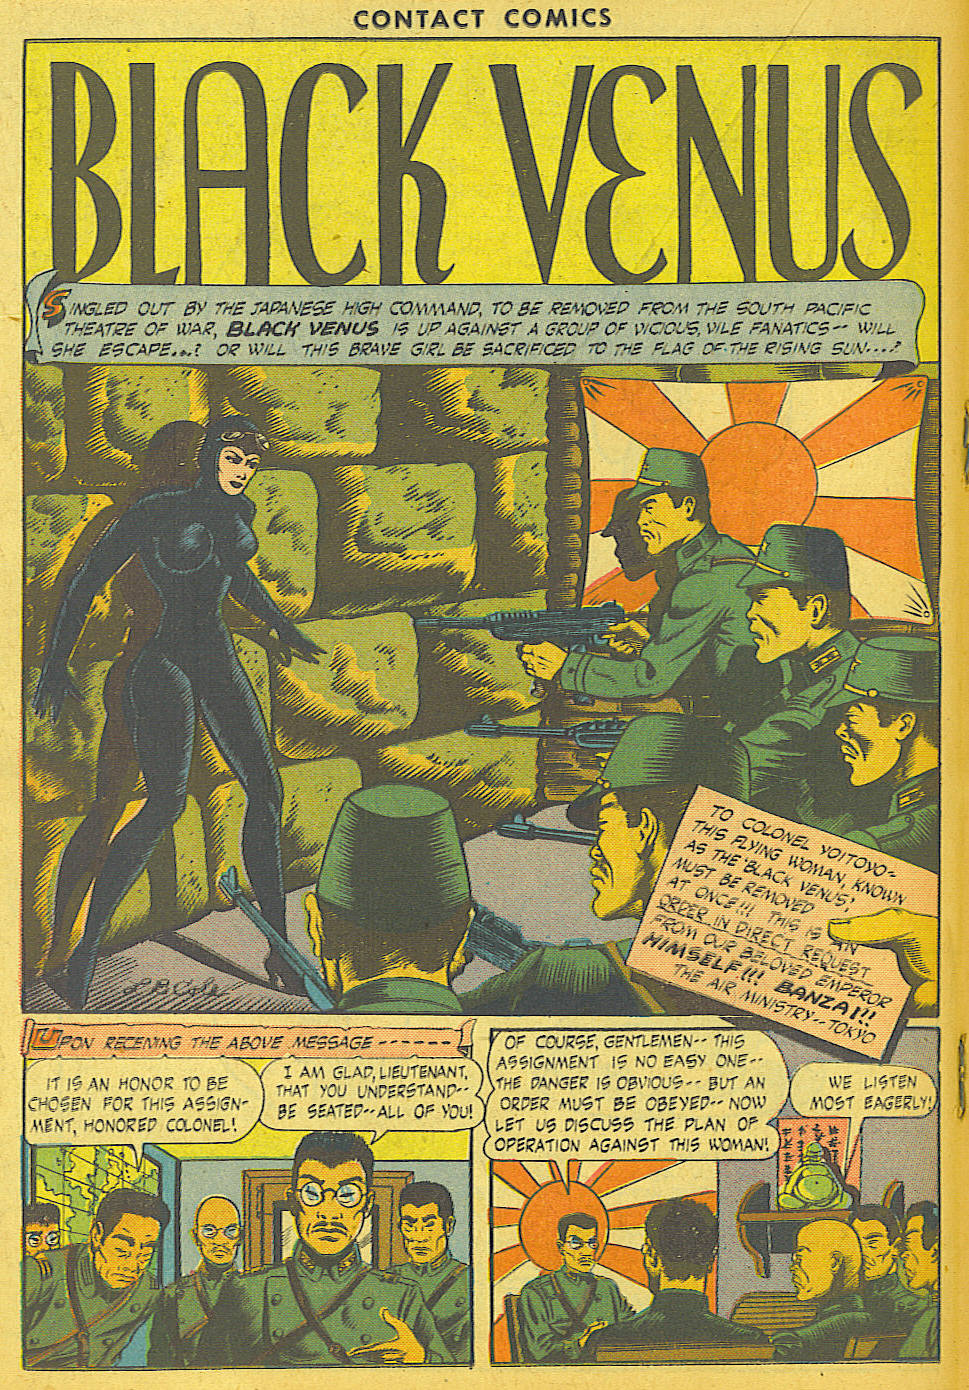 CONTACT COMICS
BLACK VENUS
SINGLED OUT BY THE JAPANESE HIGH COMMAND, TO BE REMOVED FROM THE SOUTH PACIFIC
THEATRE OF WAR, BLACK VENUS IS UP AGAINST A GROUP OF VICIOUS, VILE FANATICS-- WILL
SHE ESCAPE...? OR WILL THIS BRAVE GIRL BE SACRIFICED TO THE FLAG OF THE RISING SUN...?
TO COLONEL YOITOYO-
THIS FLYING WOMAN, KNOWN
AS THE 'BLACK VENUS',
MUST BE REMOVED
AT ONCE!!! THIS IS AN
ORDER IN DIRECT REQUEST
FROM OUR BELOVED EMPEROR
HIMSELF!!! BANZAI!!!
THE AIR MINISTRY-- TOKYO
L B Cole
UPON RECEIVING THE ABOVE MESSAGE-------
IT IS AN HONOR TO BE
CHOSEN FOR THIS ASSIGN-
MENT, HONORED COLONEL!
I AM GLAD, LIEUTENANT,
THAT YOU UNDERSTAND--
BE SEATED--ALL OF YOU!
OF COURSE, GENTLEMEN-- THIS
ASSIGNMENT IS NO EASY ONE--
THE DANGER IS OBVIOUS-- BUT AN
ORDER MUST BE OBEYED-- NOW
LET US DISCUSS THE PLAN OF
OPERATION AGAINST THIS WOMAN!
WE LISTEN
MOST EAGERLY!